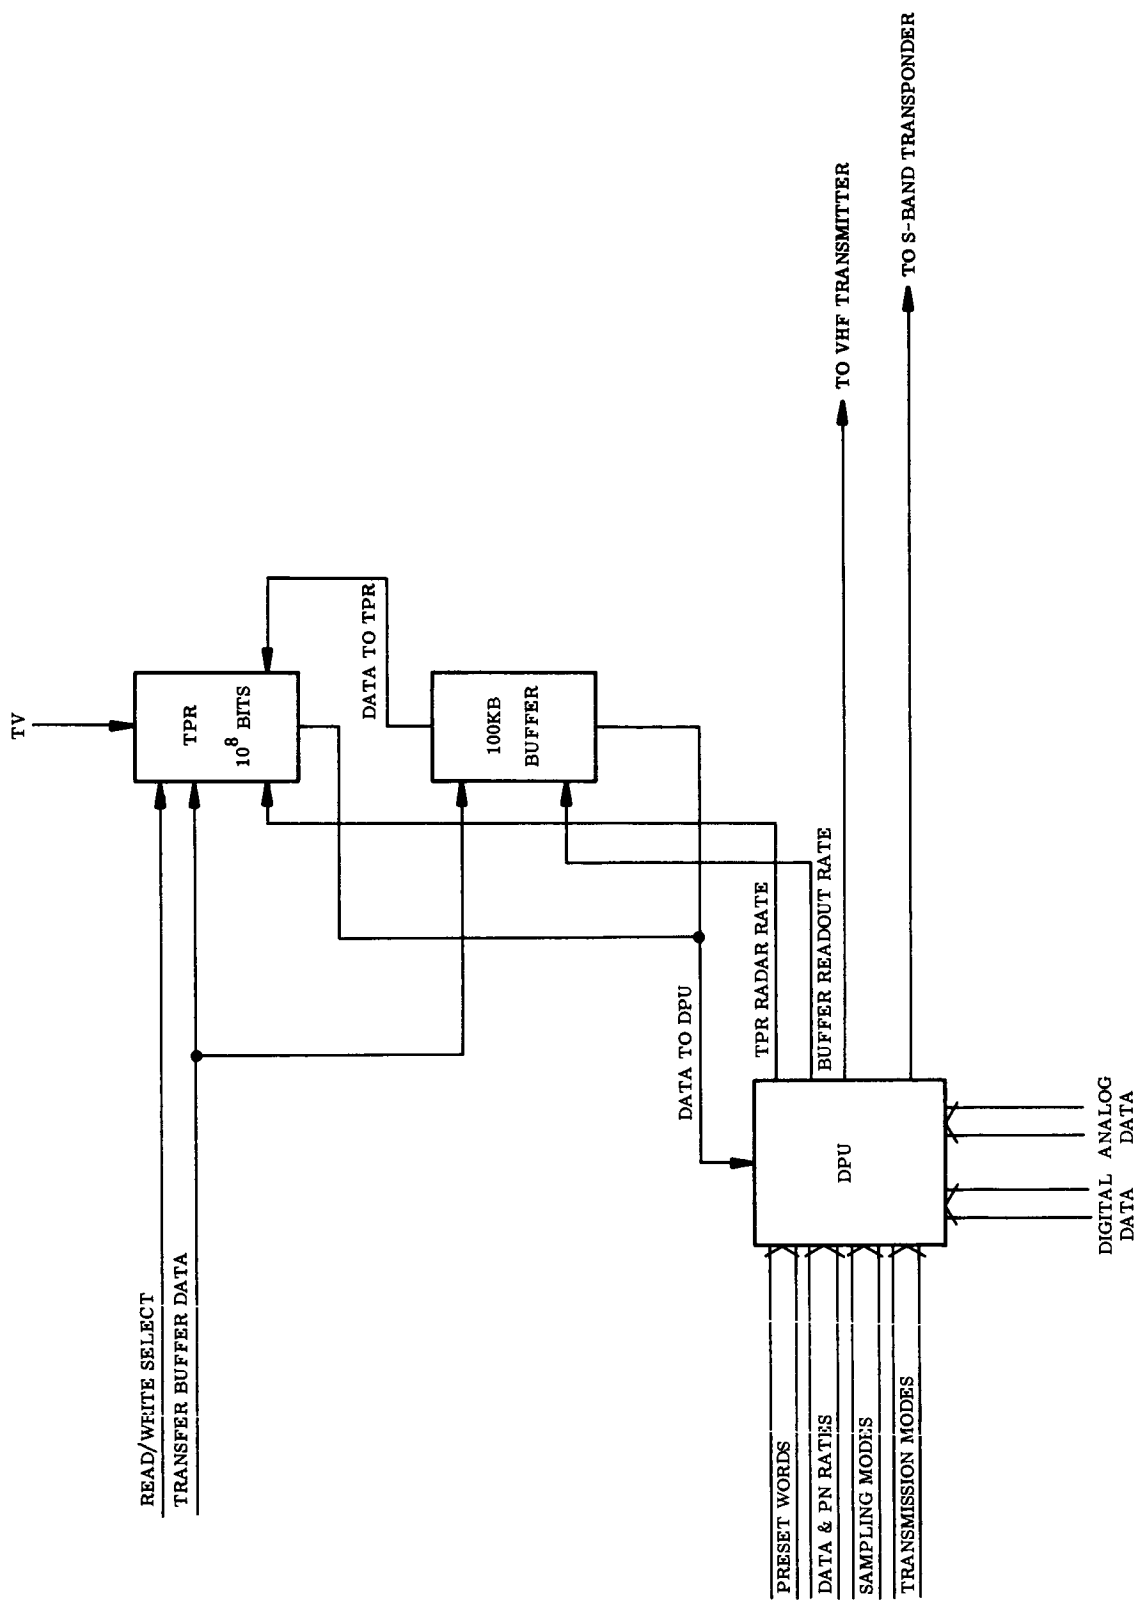 TV
READ/WRITE SELECT
TRANSFER BUFFER DATA
TPR
10⁸ BITS
DATA TO TPR
100KB
BUFFER
DATA TO DPU
TPR RADAR RATE
BUFFER READOUT RATE
TO VHF TRANSMITTER
TO S-BAND TRANSPONDER
DPU
PRESET WORDS
DATA & PN RATES
SAMPLING MODES
TRANSMISSION MODES
DIGITAL
DATA
ANALOG
DATA